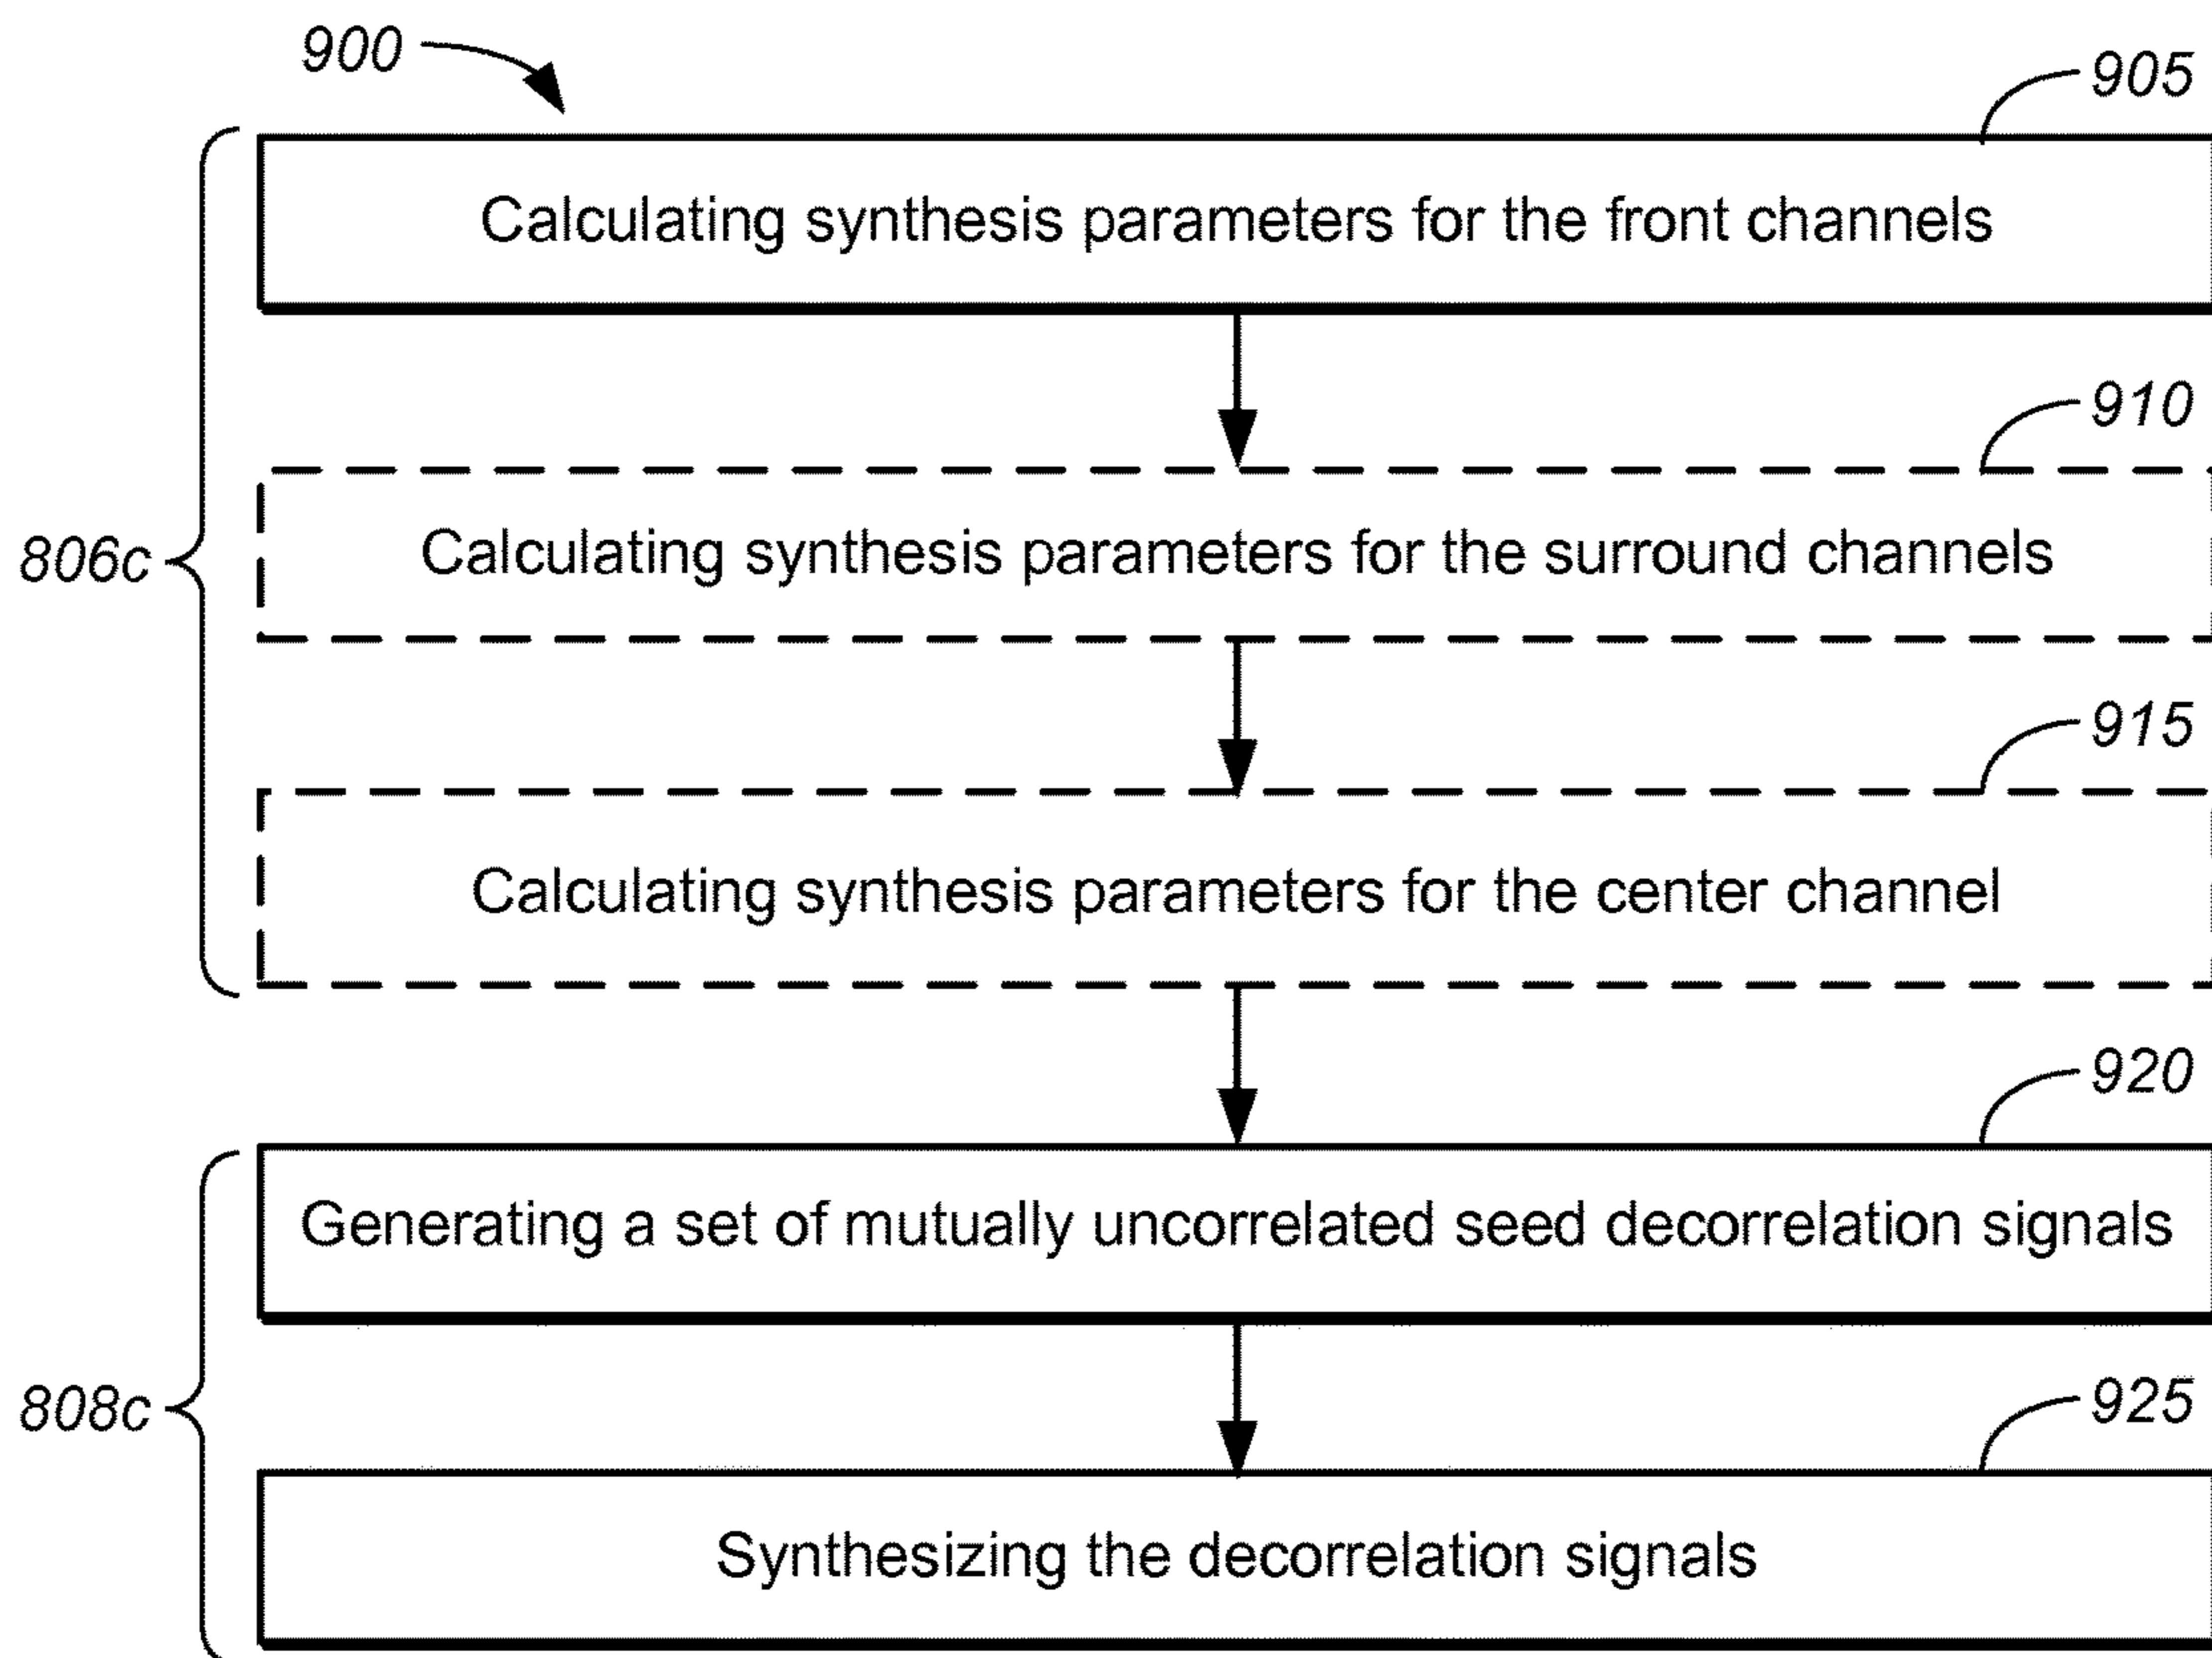 900
905
Calculating synthesis parameters for the front channels
910
806c
Calculating synthesis parameters for the surround channels
915
Calculating synthesis parameters for the center channel
920
Generating a set of mutually uncorrelated seed decorrelation signals
808c
925
Synthesizing the decorrelation signals